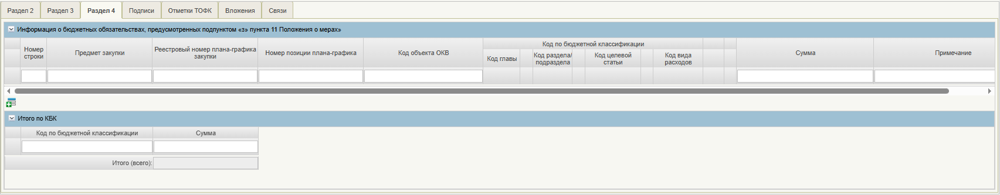 Раздел 2 Раздел 3 Раздел 4 Подписи Отметки ТОФК Вложения Связи
Информация о бюджетных обязательствах, предусмотренных подпунктом «з» пункта 11 Положения о мерах»
Номер строки
Предмет закупки
Реестровый номер плана-графика закупки
Номер позиции плана-графика
Код объекта ОКВ
Код по бюджетной классификации
Код главы
Код раздела/ подраздела
Код целевой статьи
Код вида расходов
Сумма
Примечание
Итого по КБК
Код по бюджетной классификации Сумма
Итого (всего):